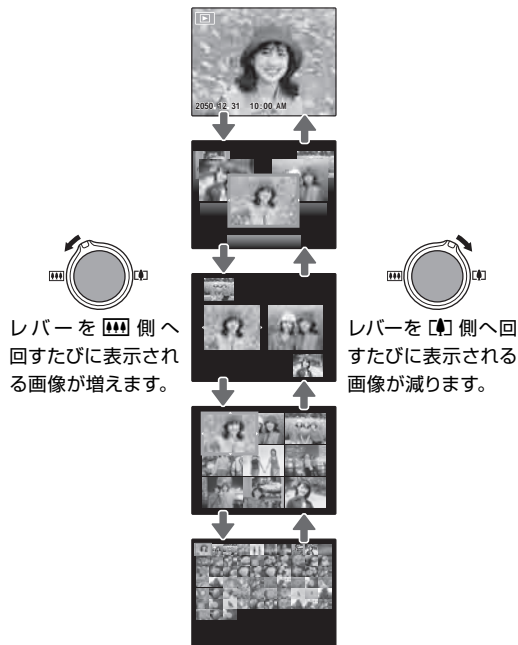 2050 12 31 10:00 AM
レバーを 側へ
回すたびに表示され
る画像が増えます。
レバーを 側へ回
すたびに表示される
画像が減ります。